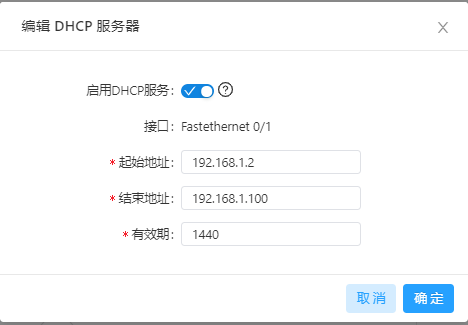 编辑 DHCP 服务器
启用DHCP服务：
接口： Fastethernet 0/1
* 起始地址： 192.168.1.2
* 结束地址： 192.168.1.100
* 有效期： 1440
取消 确定